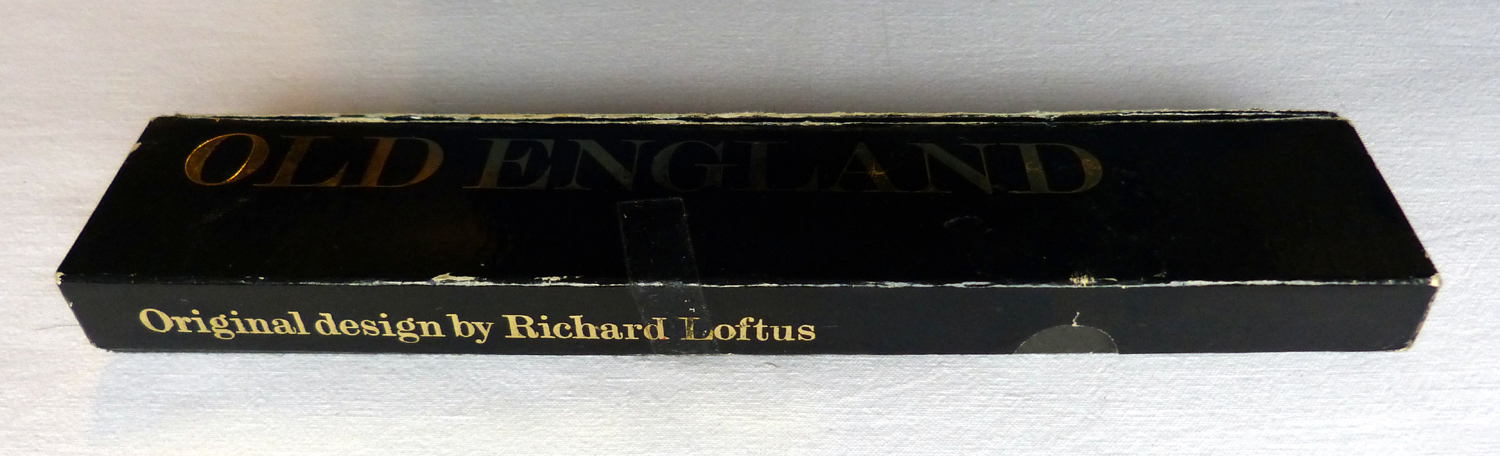 OLD ENGLAND
Original design by Richard Loftus